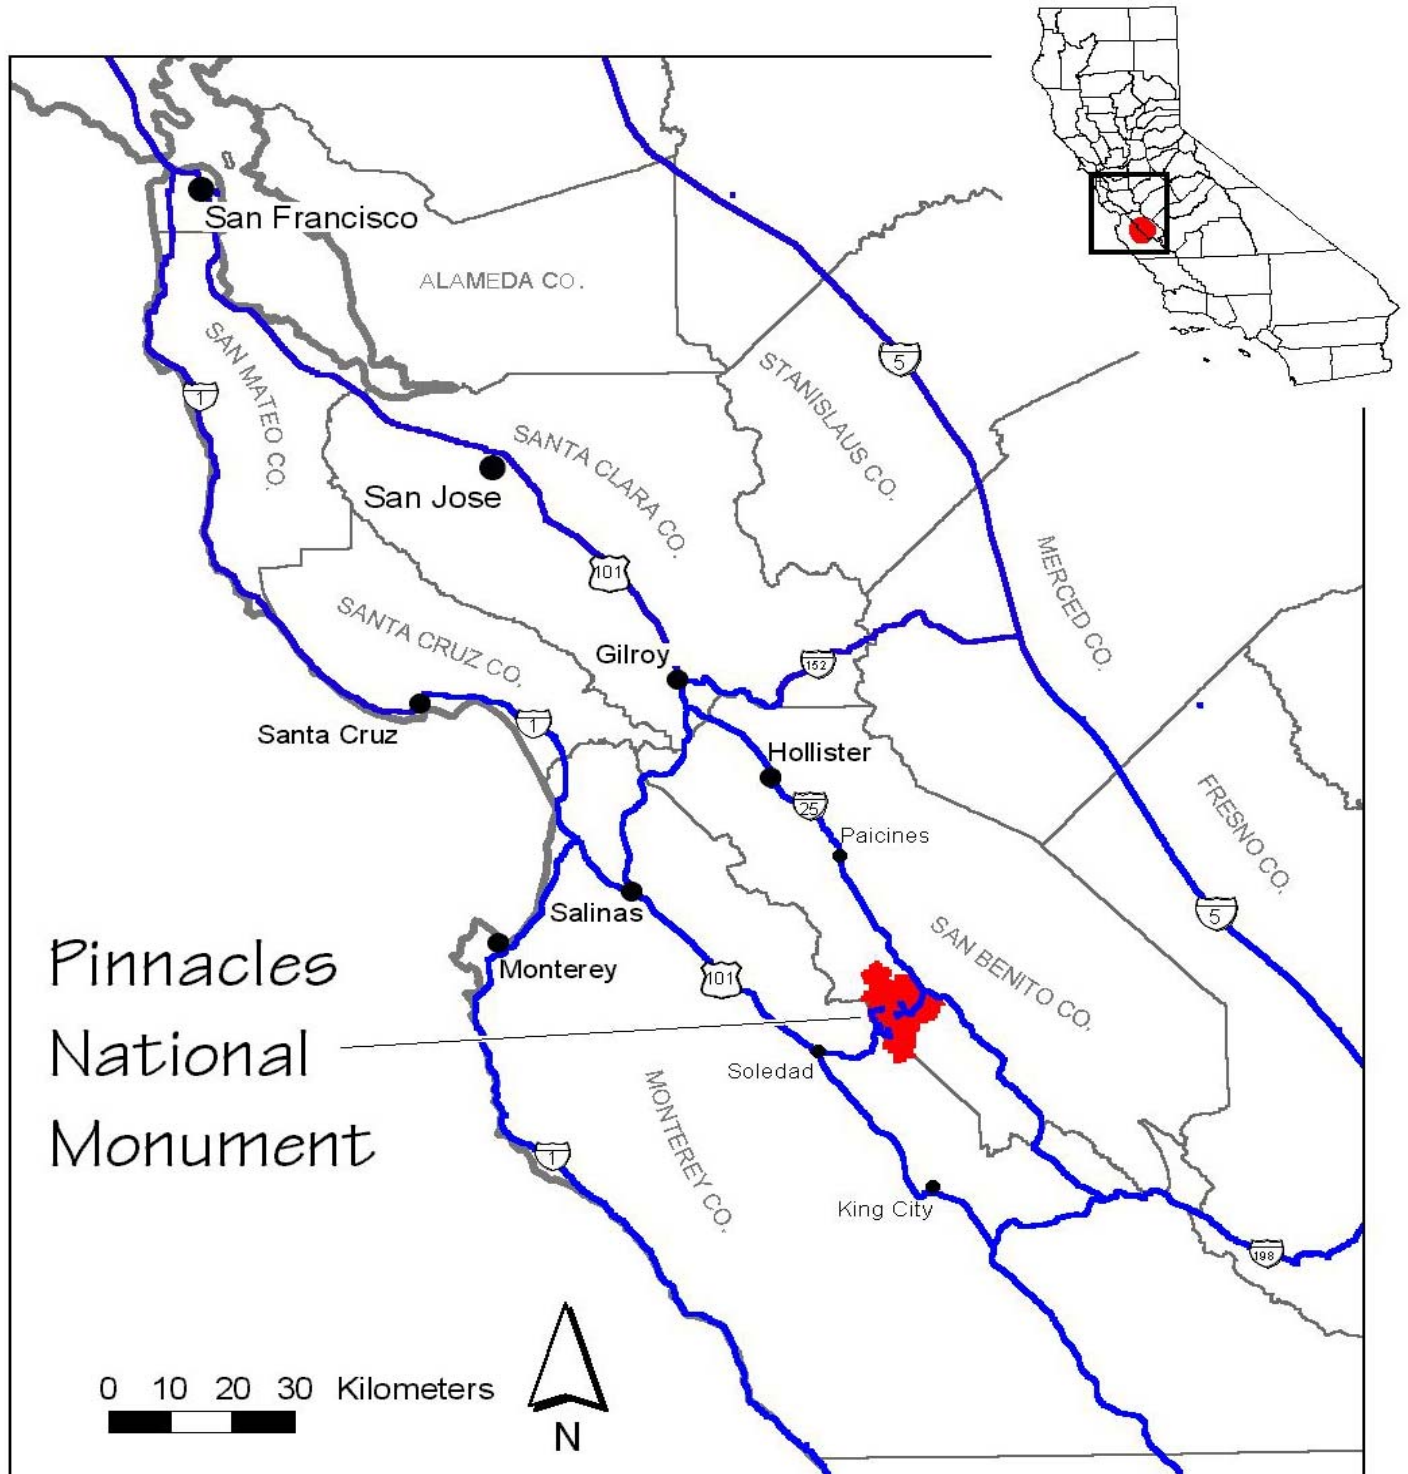 San Francisco
ALAMEDA CO.
SAN MATEO CO.
1
5
STANISLAUS CO.
SANTA CLARA CO.
San Jose
101
MERCED CO.
SANTA CRUZ CO.
Gilroy
152
Santa Cruz
1
Hollister
25
Paicines
FRESNO CO.
Salinas
5
SAN BENITO CO.
Monterey
101
Pinnacles
National
Monument
Soledad
MONTEREY CO.
1
King City
198
0 10 20 30 Kilometers
N